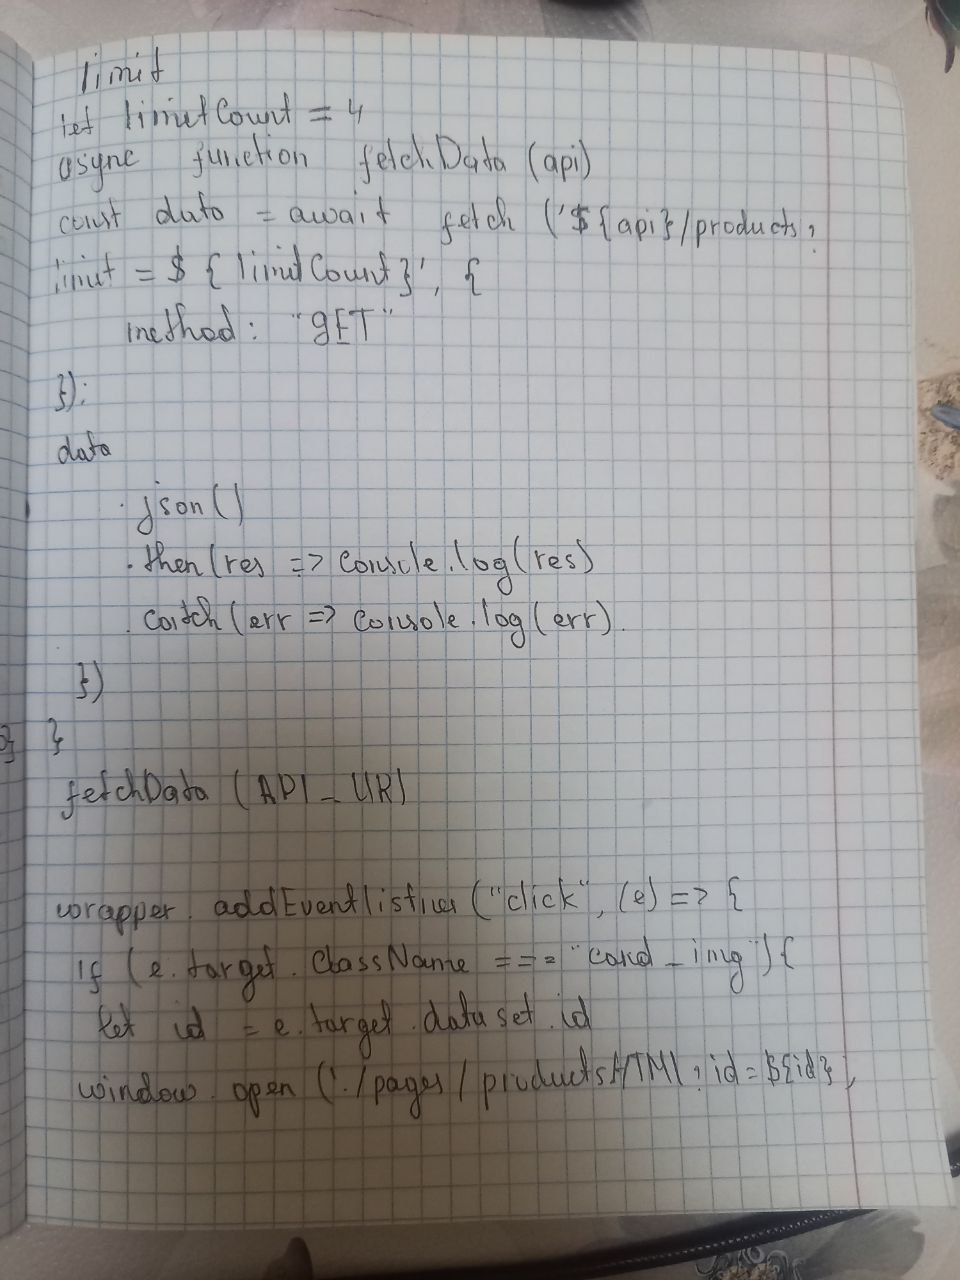 limit
let limitCount = 4
async function fetchData (api)
const data = await fetch ('${api}/products?
limit = ${limitCount}', {
method: "gET"
});
data
.json()
.then(res => console.log(res)
.catch(err => console.log(err).
})
}
fetchData (API_UR)
wrapper.addEventlistiner ("click", (e) => {
if (e.target.className === "card_img"){
let id = e.target.dataset.id
window.open ('./pages/productsHTML?id=${id},